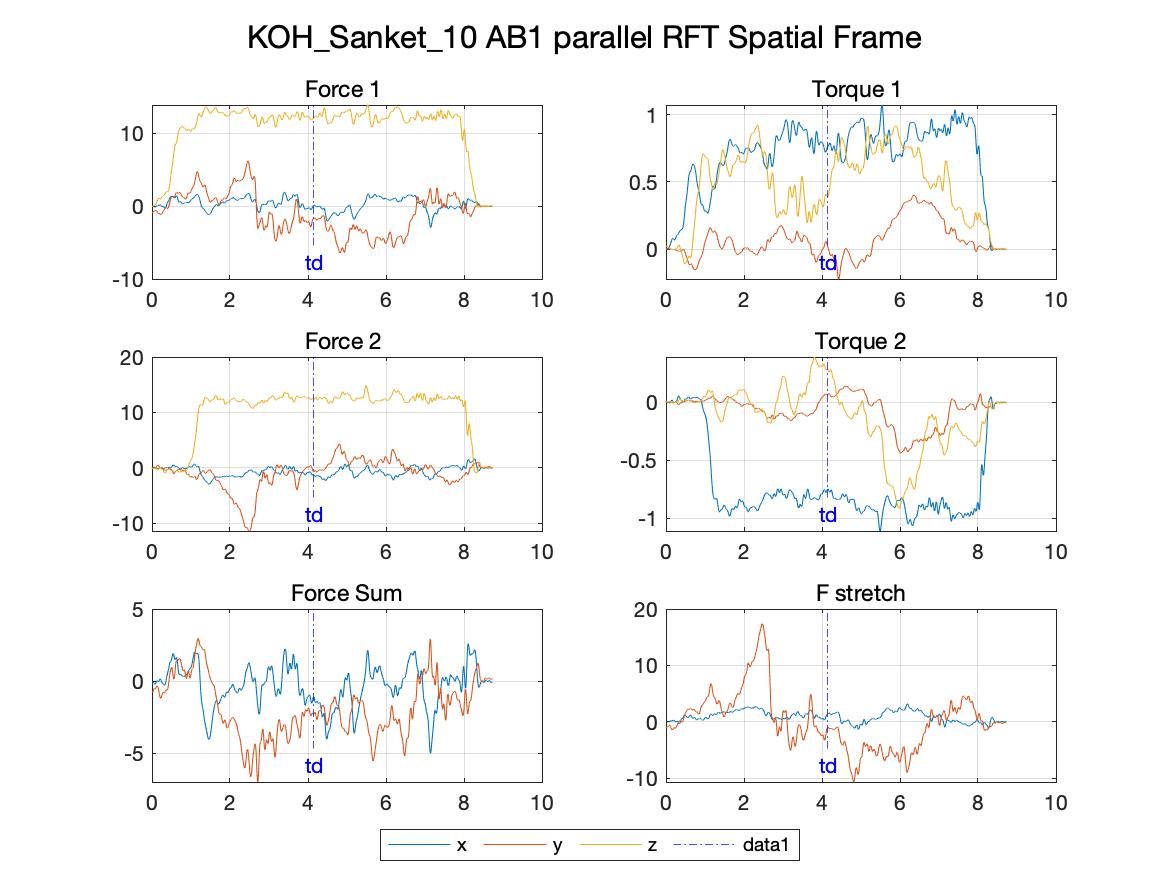 KOH_Sanket_10 AB1 parallel RFT Spatial Frame
Force 1
10
0
-10
td
0 2 4 6 8 10
Torque 1
1
0.5
0
td
0 2 4 6 8 10
Force 2
20
10
0
-10
td
0 2 4 6 8 10
Torque 2
0
-0.5
-1
td
0 2 4 6 8 10
Force Sum
5
0
-5
td
0 2 4 6 8 10
F stretch
20
10
0
-10
td
0 2 4 6 8 10
x y z data1